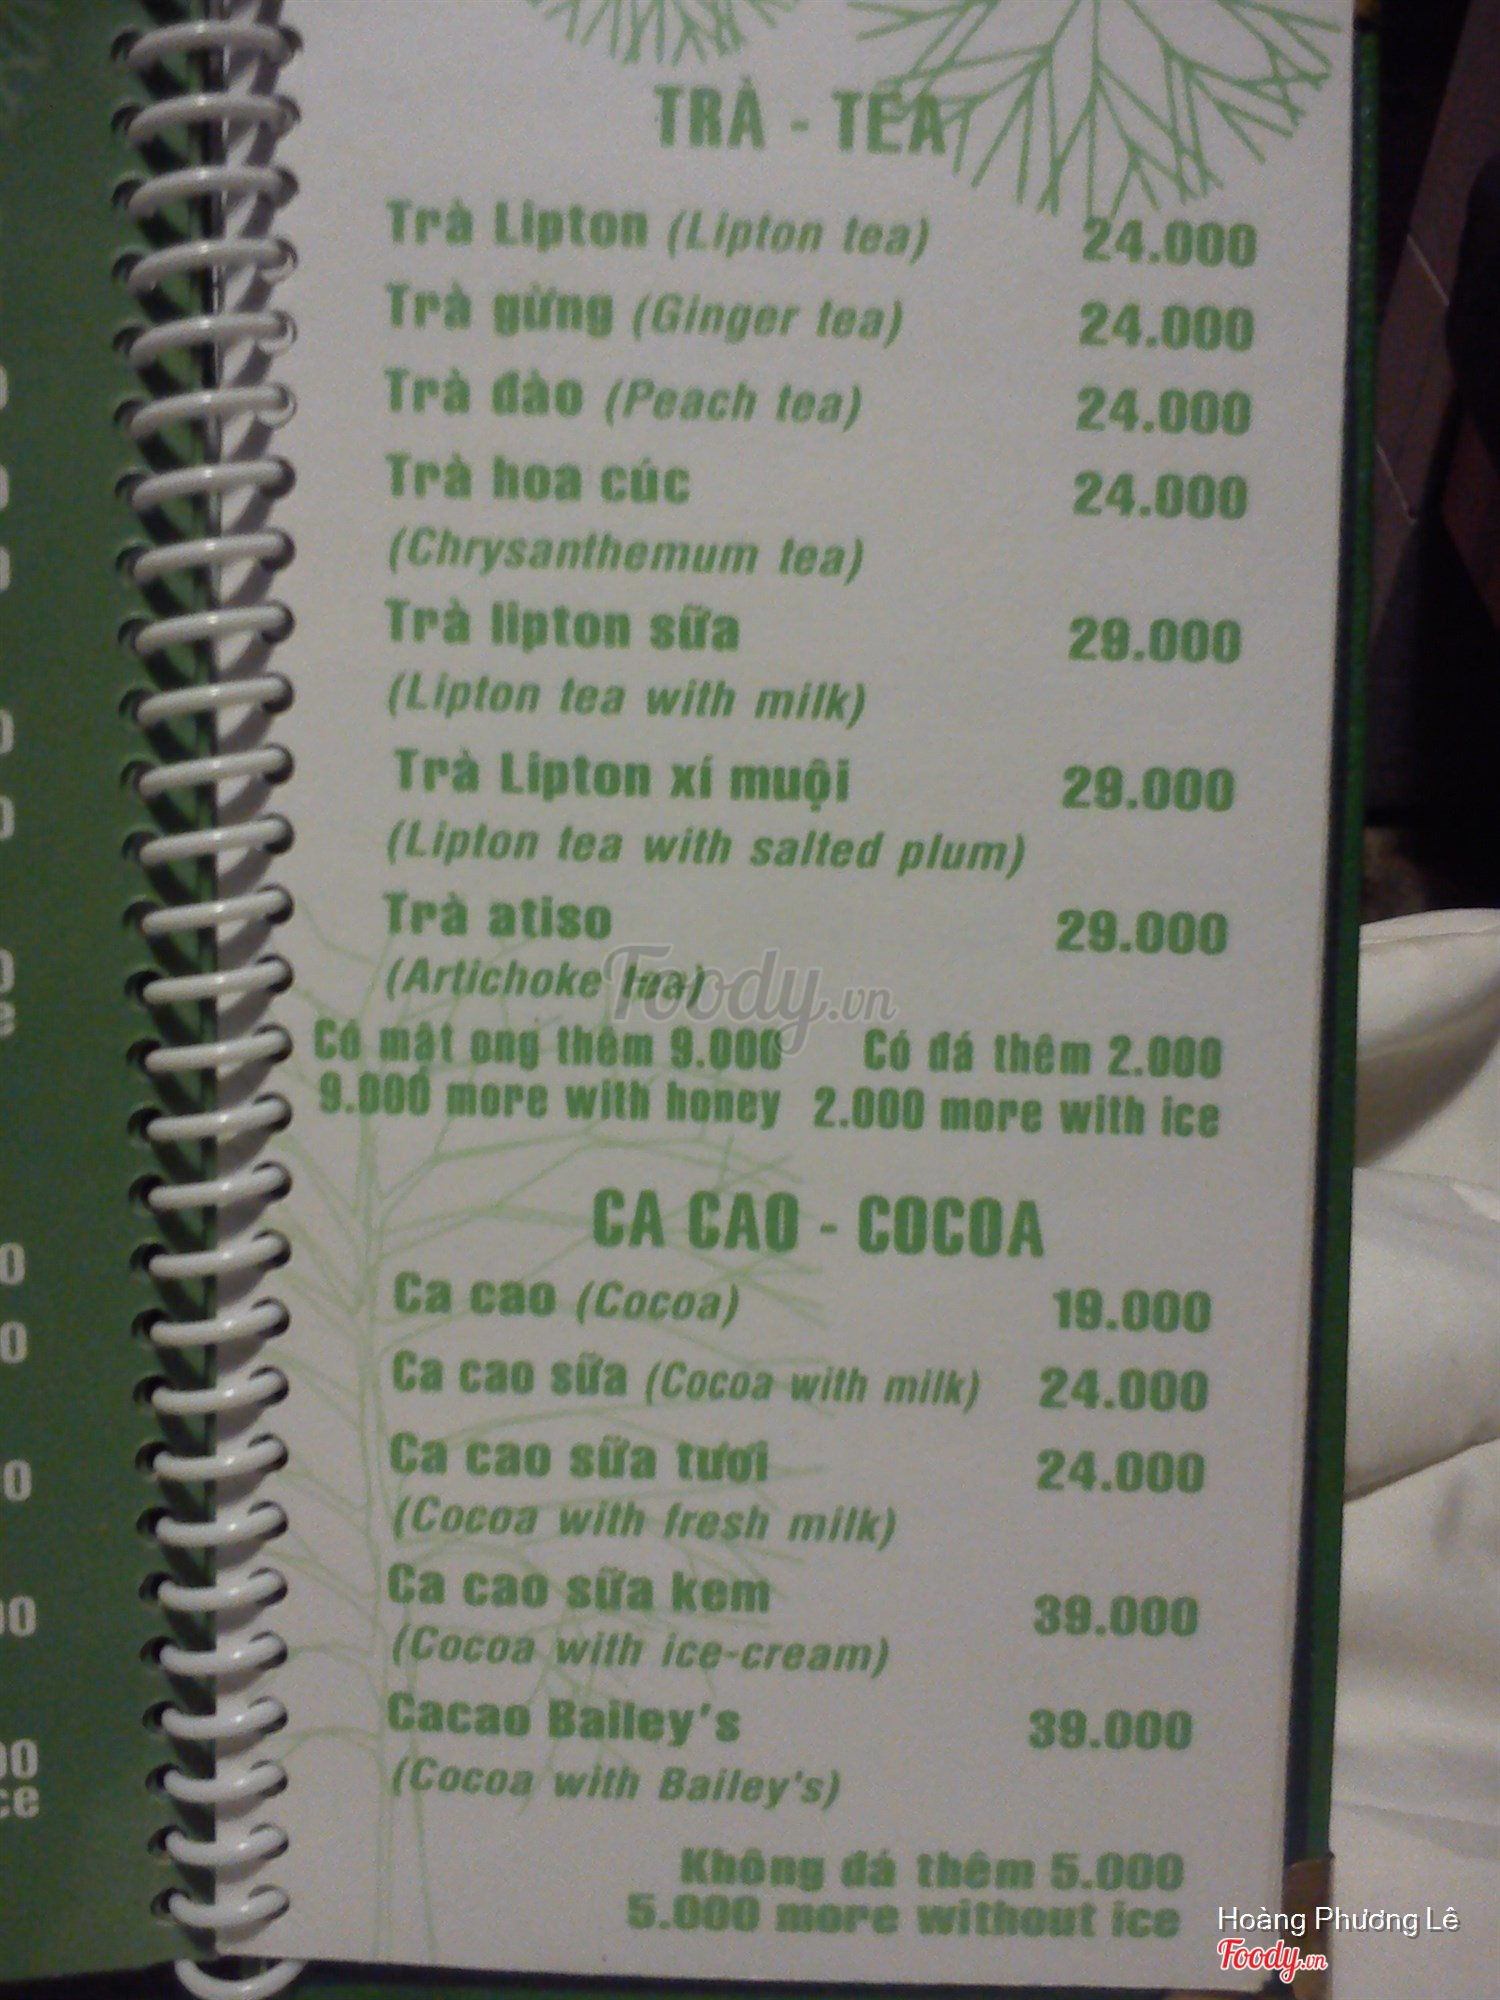 TRÀ - TEA
Trà Lipton (Lipton tea) 24.000
Trà gừng (Ginger tea) 24.000
Trà đào (Peach tea) 24.000
Trà hoa cúc 24.000
(Chrysanthemum tea)
Trà lipton sữa 29.000
(Lipton tea with milk)
Trà Lipton xí muội 29.000
(Lipton tea with salted plum)
Trà atiso 29.000
(Artichoke tea)
Foody.vn
Có mật ong thêm 9.000 Có đá thêm 2.000
9.000 more with honey 2.000 more with ice
CA CAO - COCOA
Ca cao (Cocoa) 19.000
Ca cao sữa (Cocoa with milk) 24.000
Ca cao sữa tươi 24.000
(Cocoa with fresh milk)
Ca cao sữa kem 39.000
(Cocoa with ice-cream)
Cacao Bailey's 39.000
(Cocoa with Bailey's)
Không đá thêm 5.000
5.000 more without ice
Hoàng Phương Lê
Foody.vn